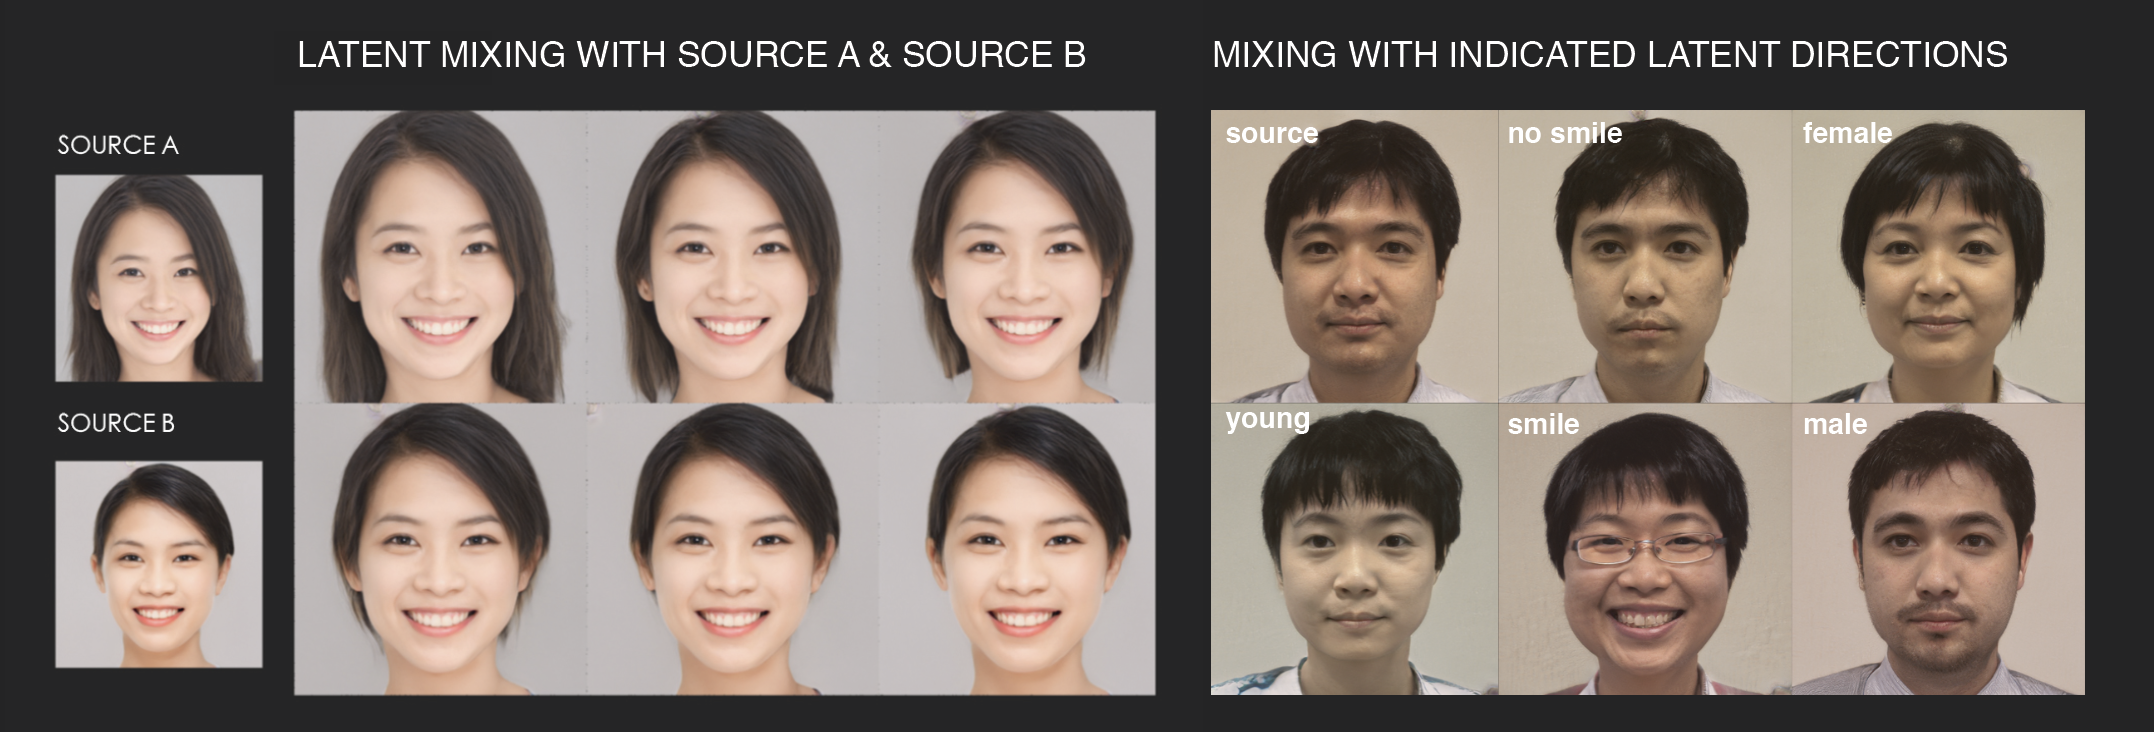 LATENT MIXING WITH SOURCE A & SOURCE B
SOURCE A
SOURCE B
MIXING WITH INDICATED LATENT DIRECTIONS
source
no smile
female
young
smile
male